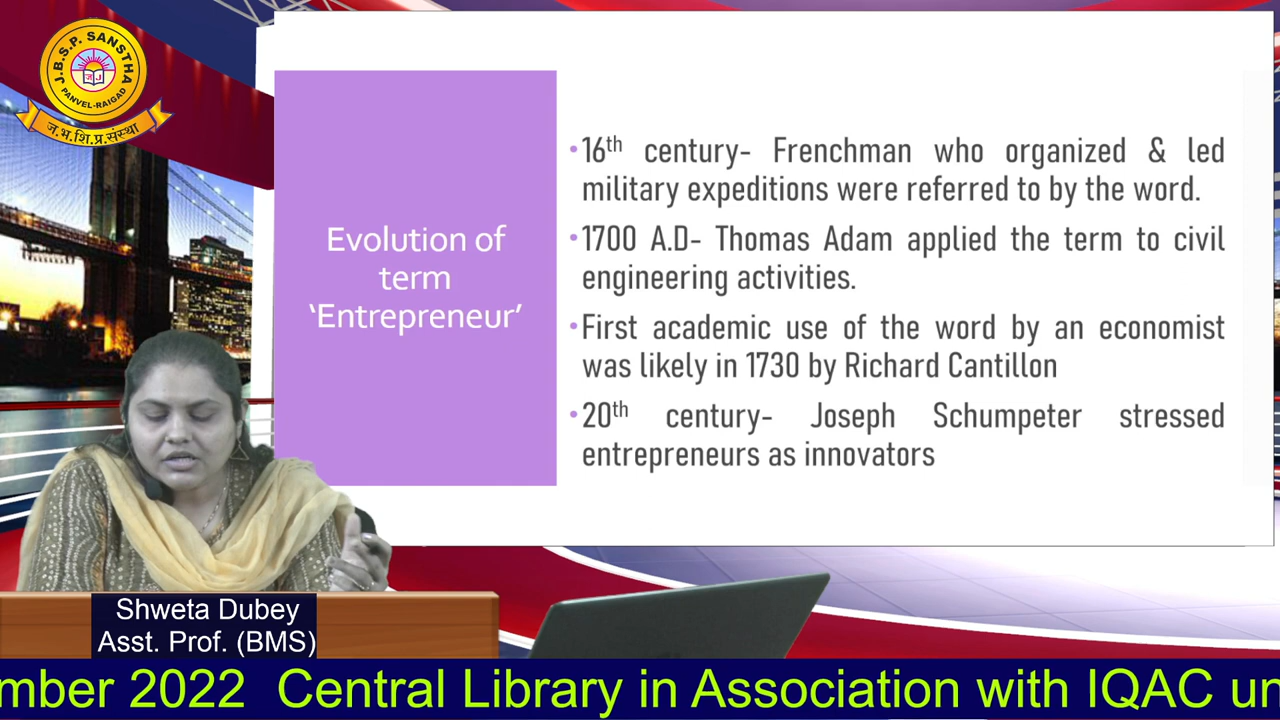 J.B.S.P. SANSTHA
PANVEL-RAIGAD
ज.भ.शि.प्र.संस्था
Evolution of
term
‘Entrepreneur’
•16th century- Frenchman who organized & led
military expeditions were referred to by the word.
•1700 A.D- Thomas Adam applied the term to civil
engineering activities.
•First academic use of the word by an economist
was likely in 1730 by Richard Cantillon
•20th century- Joseph Schumpeter stressed
entrepreneurs as innovators
Shweta Dubey
Asst. Prof. (BMS)
mber 2022 Central Library in Association with IQAC un